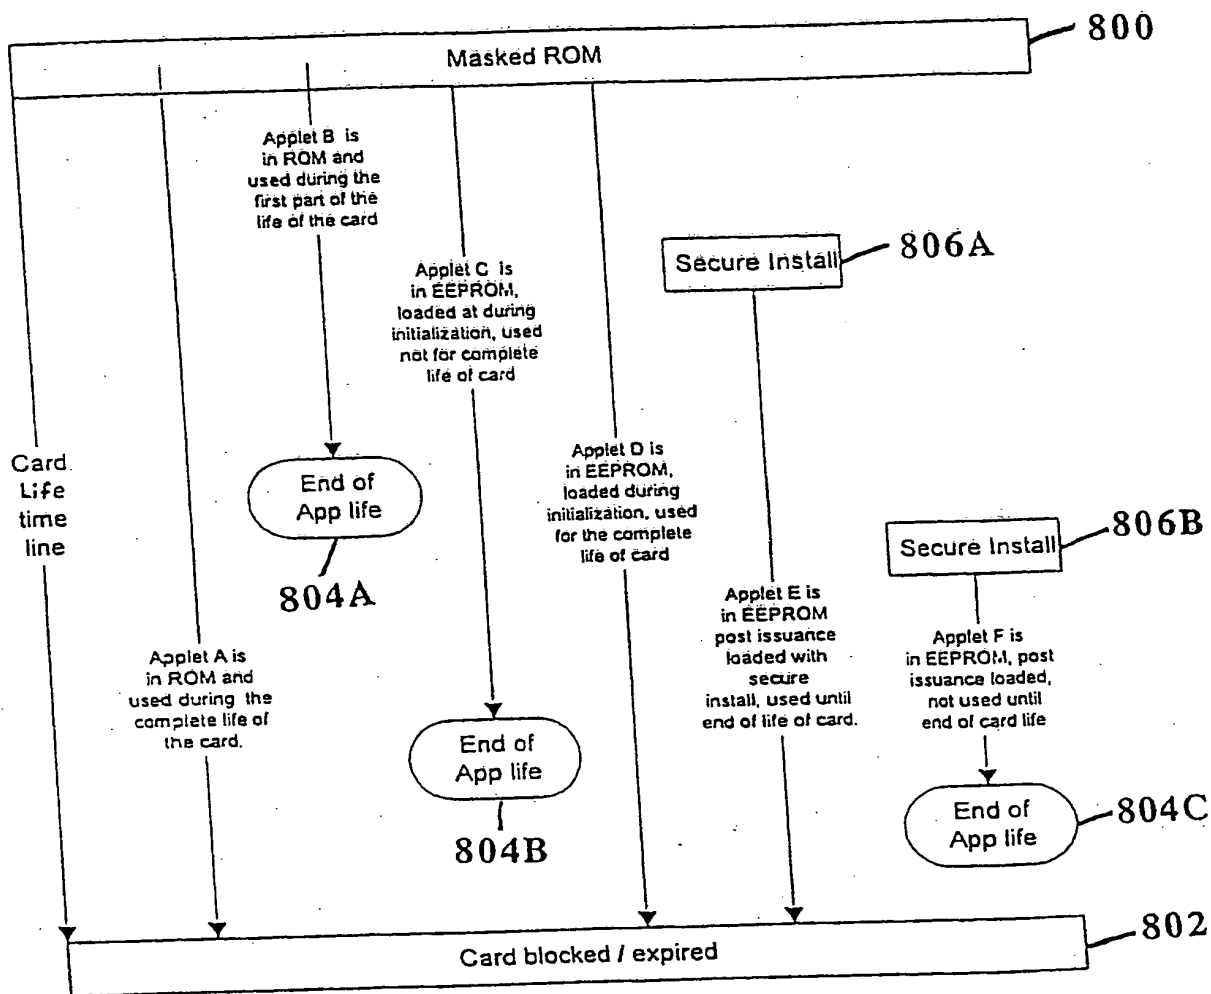 800
Masked ROM
Applet B is
in ROM and
used during the
first part of the
life of the card
Secure Install
806A
Applet C is
in EEPROM,
loaded at during
initialization, used
not for complete
life of card
Card
Life
time
line
End of
App life
804A
Applet D is
in EEPROM,
loaded during
initialization, used
for the complete
life of card
Secure Install
806B
Applet A is
in ROM and
used during the
complete life of
the card.
Applet E is
in EEPROM
post issuance
loaded with
secure
install, used until
end of life of card.
Applet F is
in EEPROM, post
issuance loaded,
not used until
end of card life
End of
App life
804B
End of
App life
804C
Card blocked / expired
802